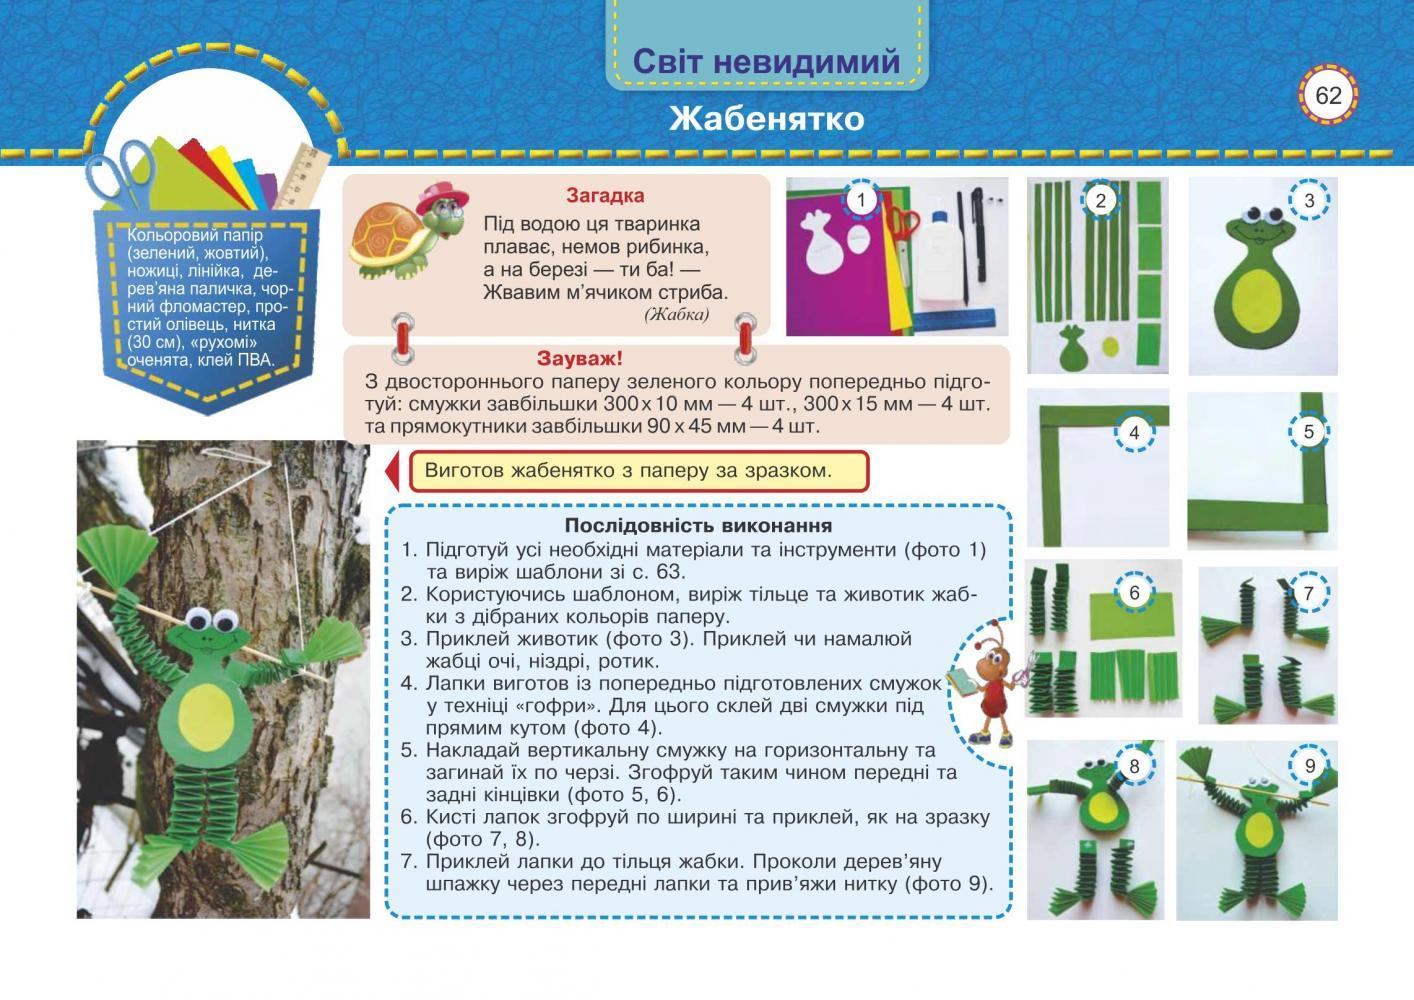 Світ невидимий
Жабенятко
62
Кольоровий папір
(зелений, жовтий),
ножиці, лінійка, де-
рев’яна паличка, чор-
ний фломастер, про-
стий олівець, нитка
(30 см), «рухомі»
оченята, клей ПВА.
Загадка
Під водою ця тваринка
плаває, немов рибинка,
а на березі — ти ба! —
Жвавим м’ячиком стриба.
(Жабка)
Зауваж!
З двостороннього паперу зеленого кольору попередньо підго-
туй: смужки завбільшки 300 х 10 мм — 4 шт., 300 х 15 мм — 4 шт.
та прямокутники завбільшки 90 х 45 мм — 4 шт.
Виготов жабенятко з паперу за зразком.
Послідовність виконання
1. Підготуй усі необхідні матеріали та інструменти (фото 1)
та виріж шаблони зі с. 63.
2. Користуючись шаблоном, виріж тільце та животик жаб-
ки з дібраних кольорів паперу.
3. Приклей животик (фото 3). Приклей чи намалюй
жабці очі, ніздрі, ротик.
4. Лапки виготов із попередньо підготовлених смужок
у техніці «гофри». Для цього склей дві смужки під
прямим кутом (фото 4).
5. Накладай вертикальну смужку на горизонтальну та
загинай їх по черзі. Згофруй таким чином передні та
задні кінцівки (фото 5, 6).
6. Кисті лапок згофруй по ширині та приклей, як на зразку
(фото 7, 8).
7. Приклей лапки до тільця жабки. Проколи дерев’яну
шпажку через передні лапки та прив’яжи нитку (фото 9).
1
2
3
4
5
6
7
8
9